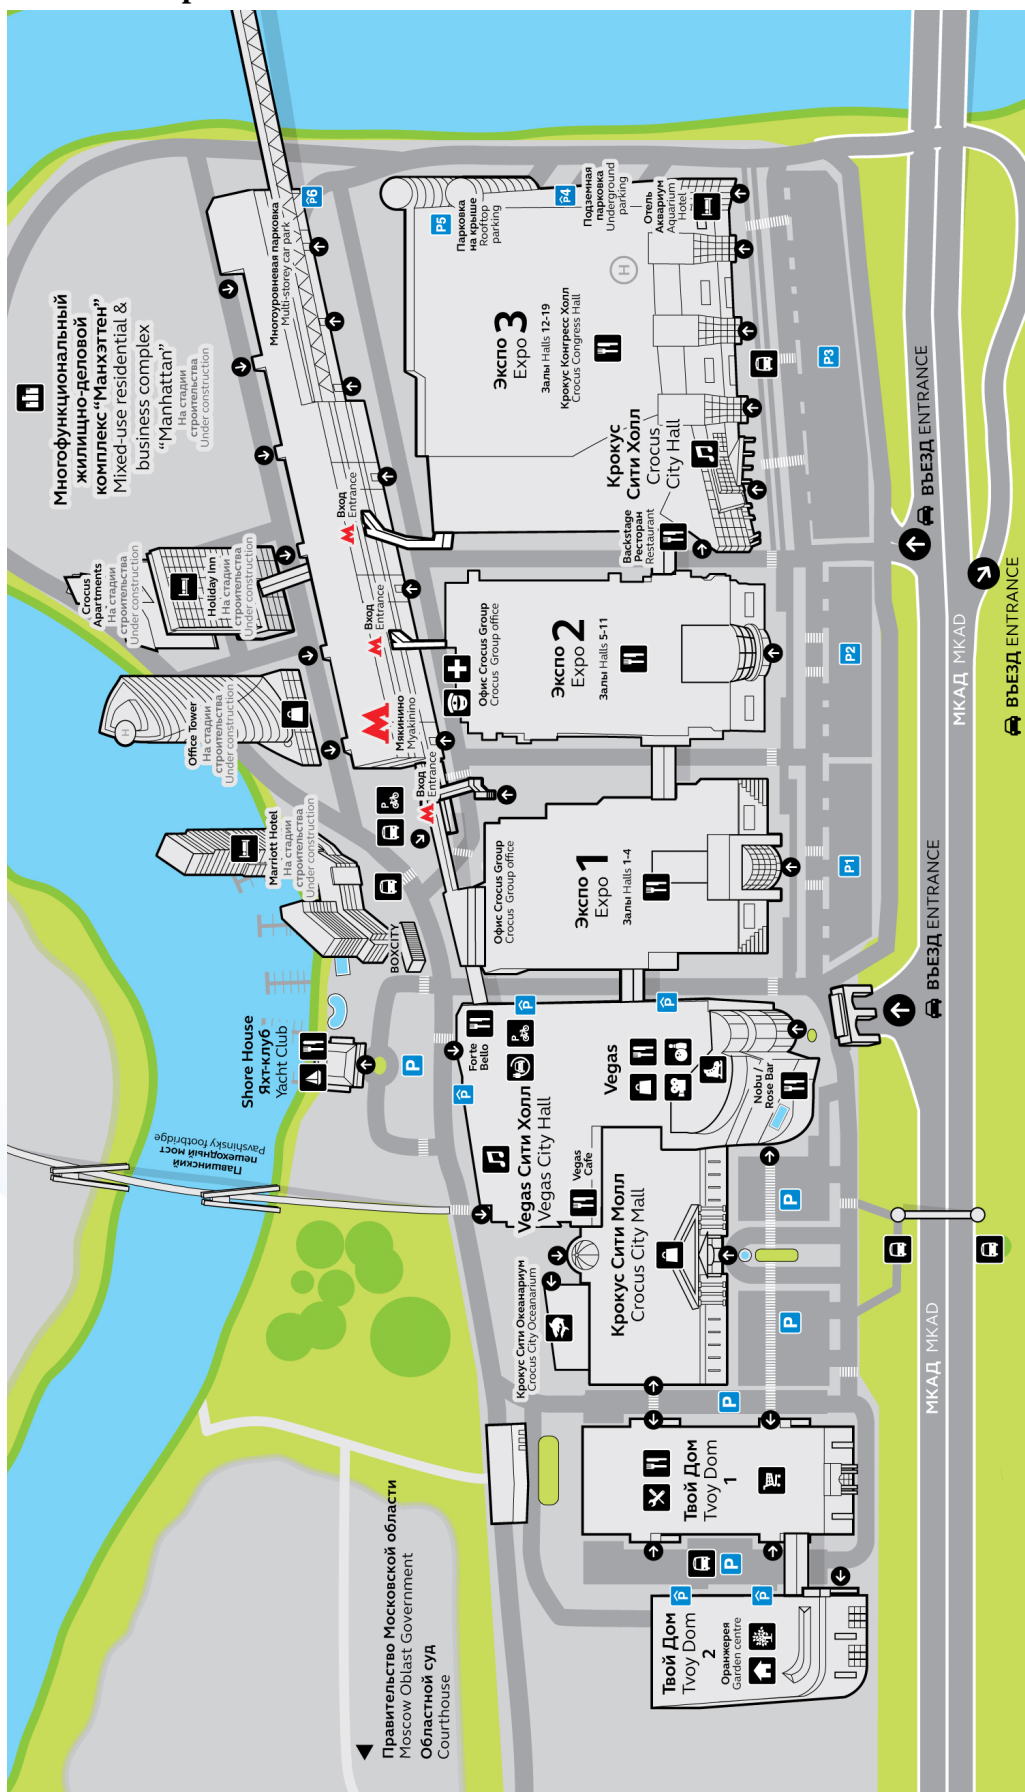 Многофункциональный
жилищно-деловой
комплекс “Манхэттен”
Mixed-use residential &
business complex
“Manhattan”
На стадии
строительства
Under construction
Многоуровневая парковка
Multi-storey car park
P6
P5
Парковка
на крыше
Rooftop
parking
P4
Подземная
парковка
Underground
parking
Отель
Аквариум
Aquarium
Hotel
H
Экспо 3
Expo 3
Залы Halls 12-19
Крокус Конгресс Холл
Crocus Congress Hall
P3
Крокус
Сити Холл
Crocus
City Hall
Backstage
Ресторан
Restaurant
ВЪЕЗД ENTRANCE
Вход
Entrance
Crocus
Apartments
На стадии
строительства
Under construction
Holiday Inn
На стадии
строительства
Under construction
Вход
Entrance
Офис Crocus Group
Crocus Group office
Экспо 2
Expo 2
Залы Halls 5-11
P2
МКАД MKAD
ВЪЕЗД ENTRANCE
H
Office Tower
На стадии
строительства
Under construction
Мякинино
Myakinino
Вход
Entrance
P
Marriott Hotel
На стадии
строительства
Under construction
Офис Crocus Group
Crocus Group office
Экспо 1
Expo 1
Залы Halls 1-4
P1
ВЪЕЗД ENTRANCE
BOXCITY
Shore House
Яхт-клуб
Yacht Club
P
Forte
Bello
P
P
P
P
Vegas
Nobu /
Rose Bar
Павшинский
пешеходный мост
Pavshinsky footbridge
Vegas Сити Холл
Vegas City Hall
Vegas
Cafe
P
Крокус Сити Молл
Crocus City Mall
Крокус Сити Океанариум
Crocus City Oceanarium
P
P
МКАД MKAD
Твой Дом
Tvoy Dom
1
P
P
P
Твой Дом
Tvoy Dom
2
Оранжерея
Garden centre
Правительство Московской области
Moscow Oblast Government
Областной суд
Courthouse